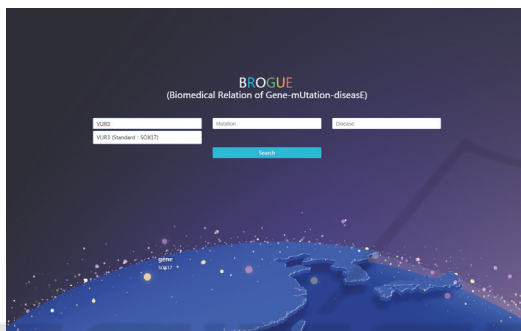 BROGUE
(Biomedical Relation of Gene-mUtation-diseasE)
VUR3
Mutation
Disease
VUR3 (Standard : SOX17)
Search
gene
SOX17